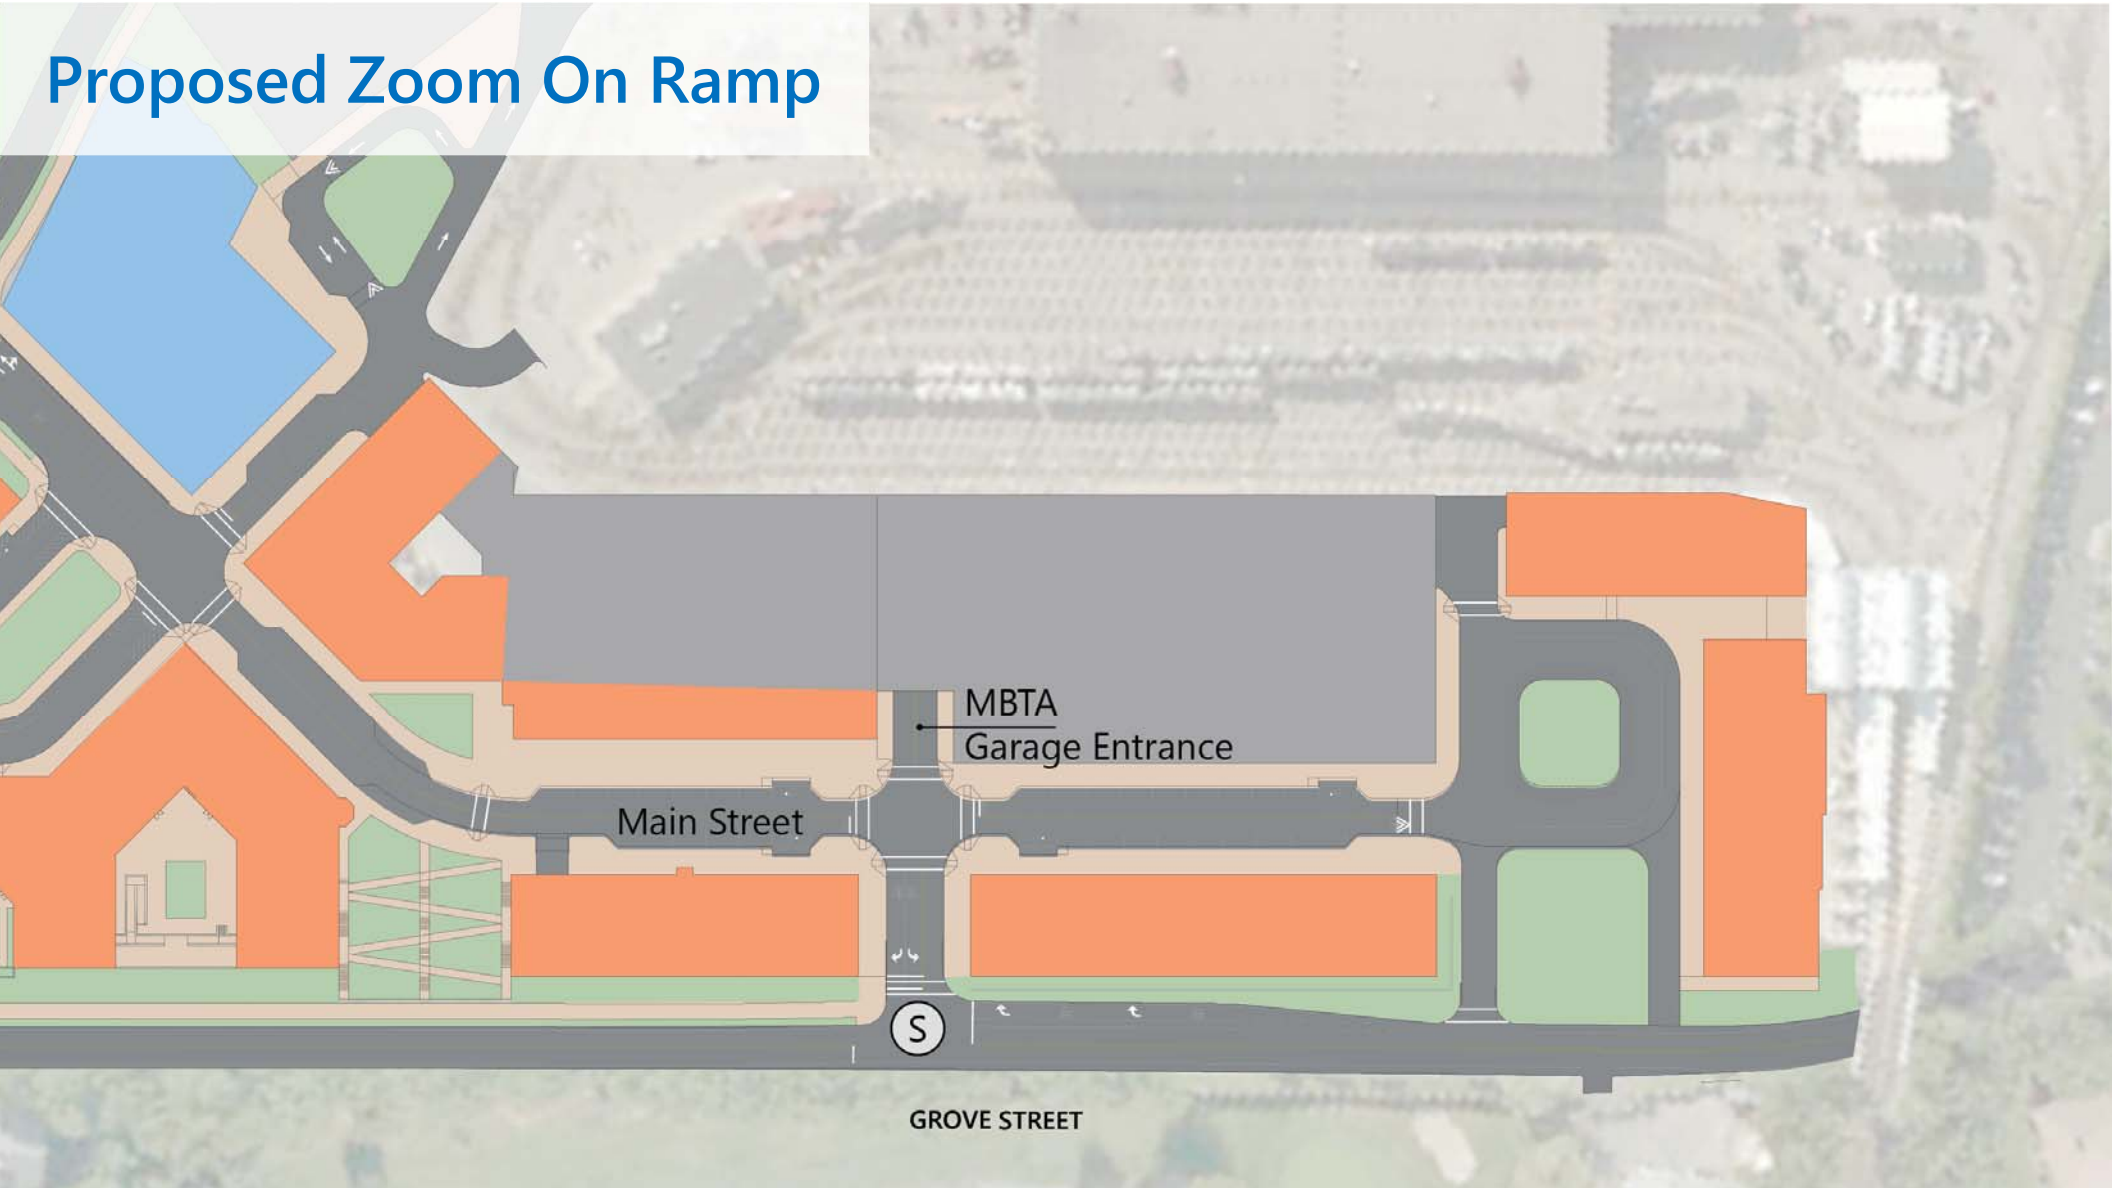 Proposed Zoom On Ramp
MBTA
Garage Entrance
Main Street
S
GROVE STREET